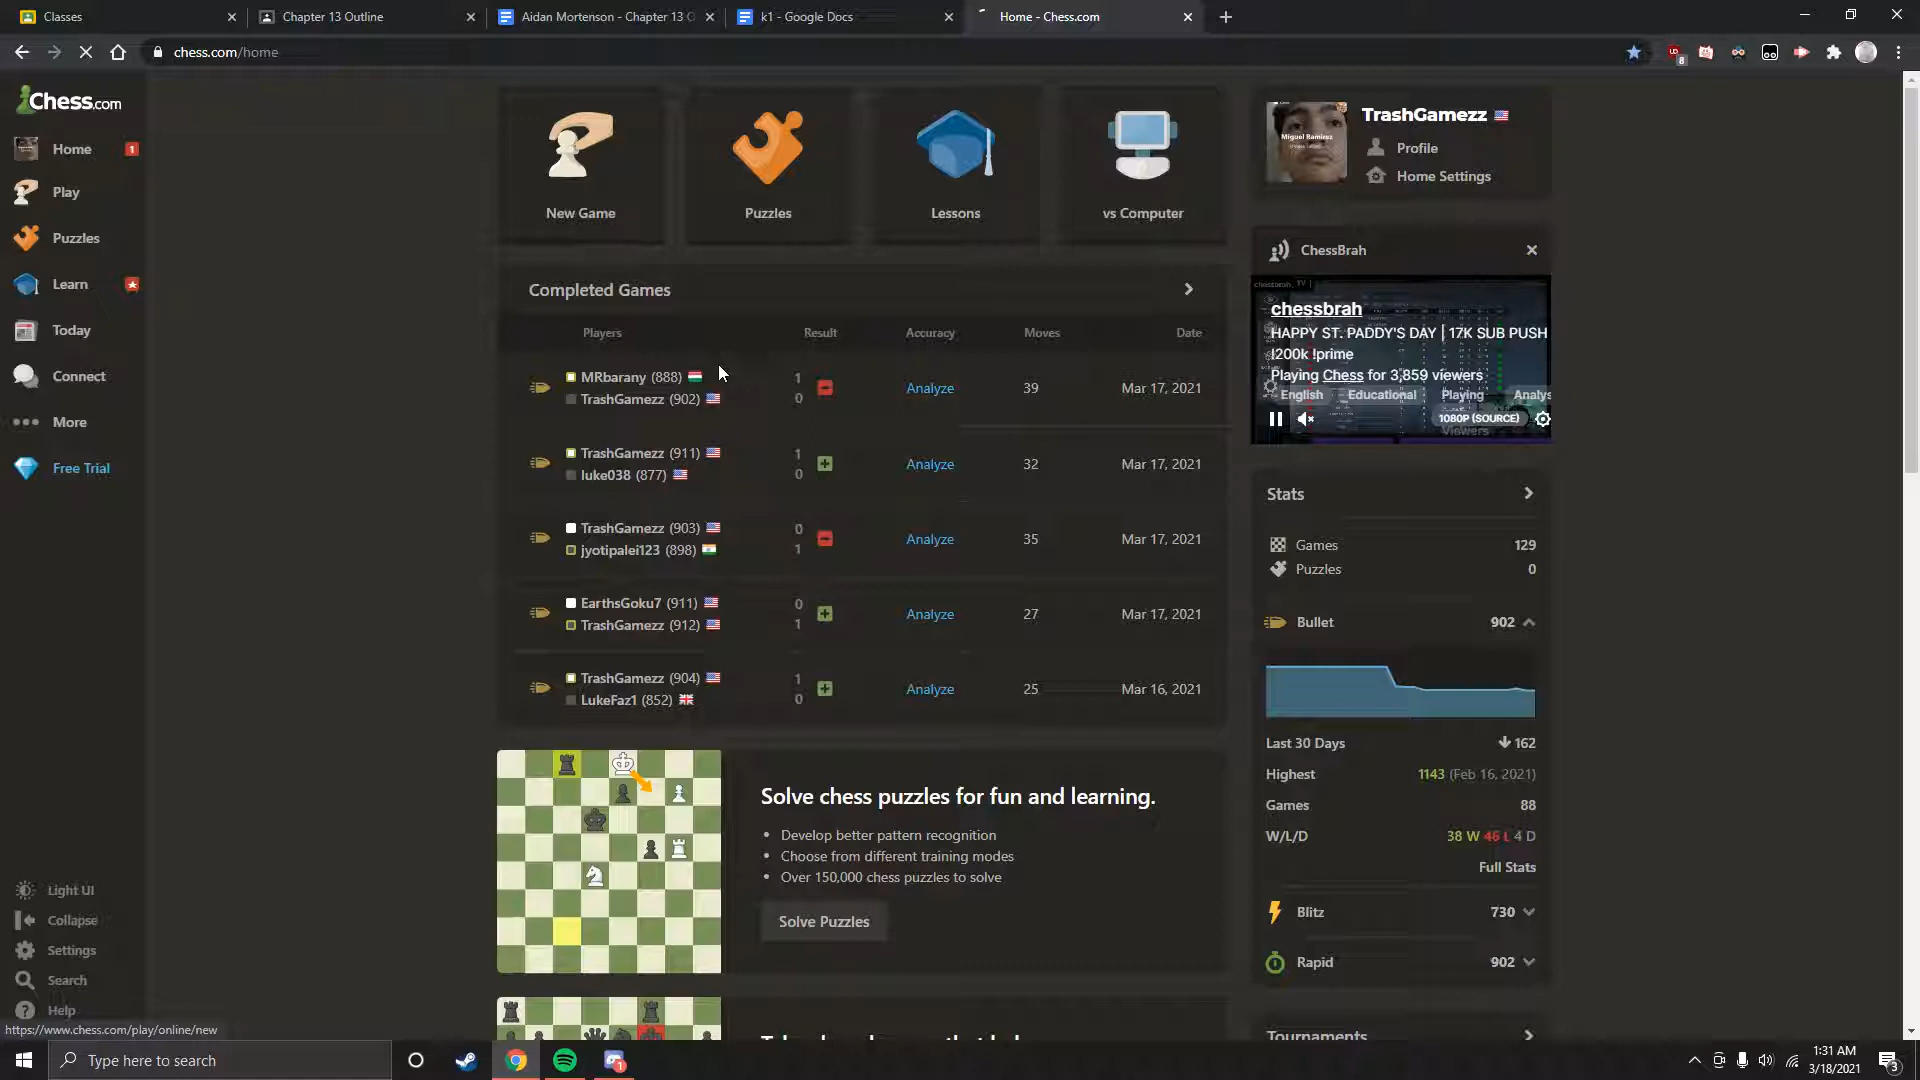 Classes
Chapter 13 Outline
Aidan Mortenson - Chapter 13 O
k1 - Google Docs
Home - Chess.com
chess.com/home
8
Chess.com
Home 1
Play
Puzzles
Learn
Today
Connect
More
Free Trial
New Game
Puzzles
Lessons
vs Computer
Completed Games
Players Result Accuracy Moves Date
MRbarany (888) 1
TrashGamezz (902) 0
Analyze 39 Mar 17, 2021
TrashGamezz (911) 1
luke038 (877) 0
Analyze 32 Mar 17, 2021
TrashGamezz (903) 0
jyotipalei123 (898) 1
Analyze 35 Mar 17, 2021
EarthsGoku7 (911) 0
TrashGamezz (912) 1
Analyze 27 Mar 17, 2021
TrashGamezz (904) 1
LukeFaz1 (852) 0
Analyze 25 Mar 16, 2021
Solve chess puzzles for fun and learning.
Develop better pattern recognition
Choose from different training modes
Over 150,000 chess puzzles to solve
Solve Puzzles
Miguel Ramirez
TrashGamezz
Profile
Home Settings
ChessBrah
chessbrah
HAPPY ST. PADDY'S DAY | 17K SUB PUSH
!200k !prime
Playing Chess for 3,859 viewers
English Educational Playing Analys
1080P (SOURCE)
Viewers
Stats
Games 129
Puzzles 0
Bullet 902
Last 30 Days 162
Highest 1143 (Feb 16, 2021)
Games 88
W/L/D 38 W 46 L 4 D
Full Stats
Blitz 730
Rapid 902
Tournaments
Light UI
Collapse
Settings
Search
Help
https://www.chess.com/play/online/new
Type here to search
1
1:31 AM
3/18/2021
3